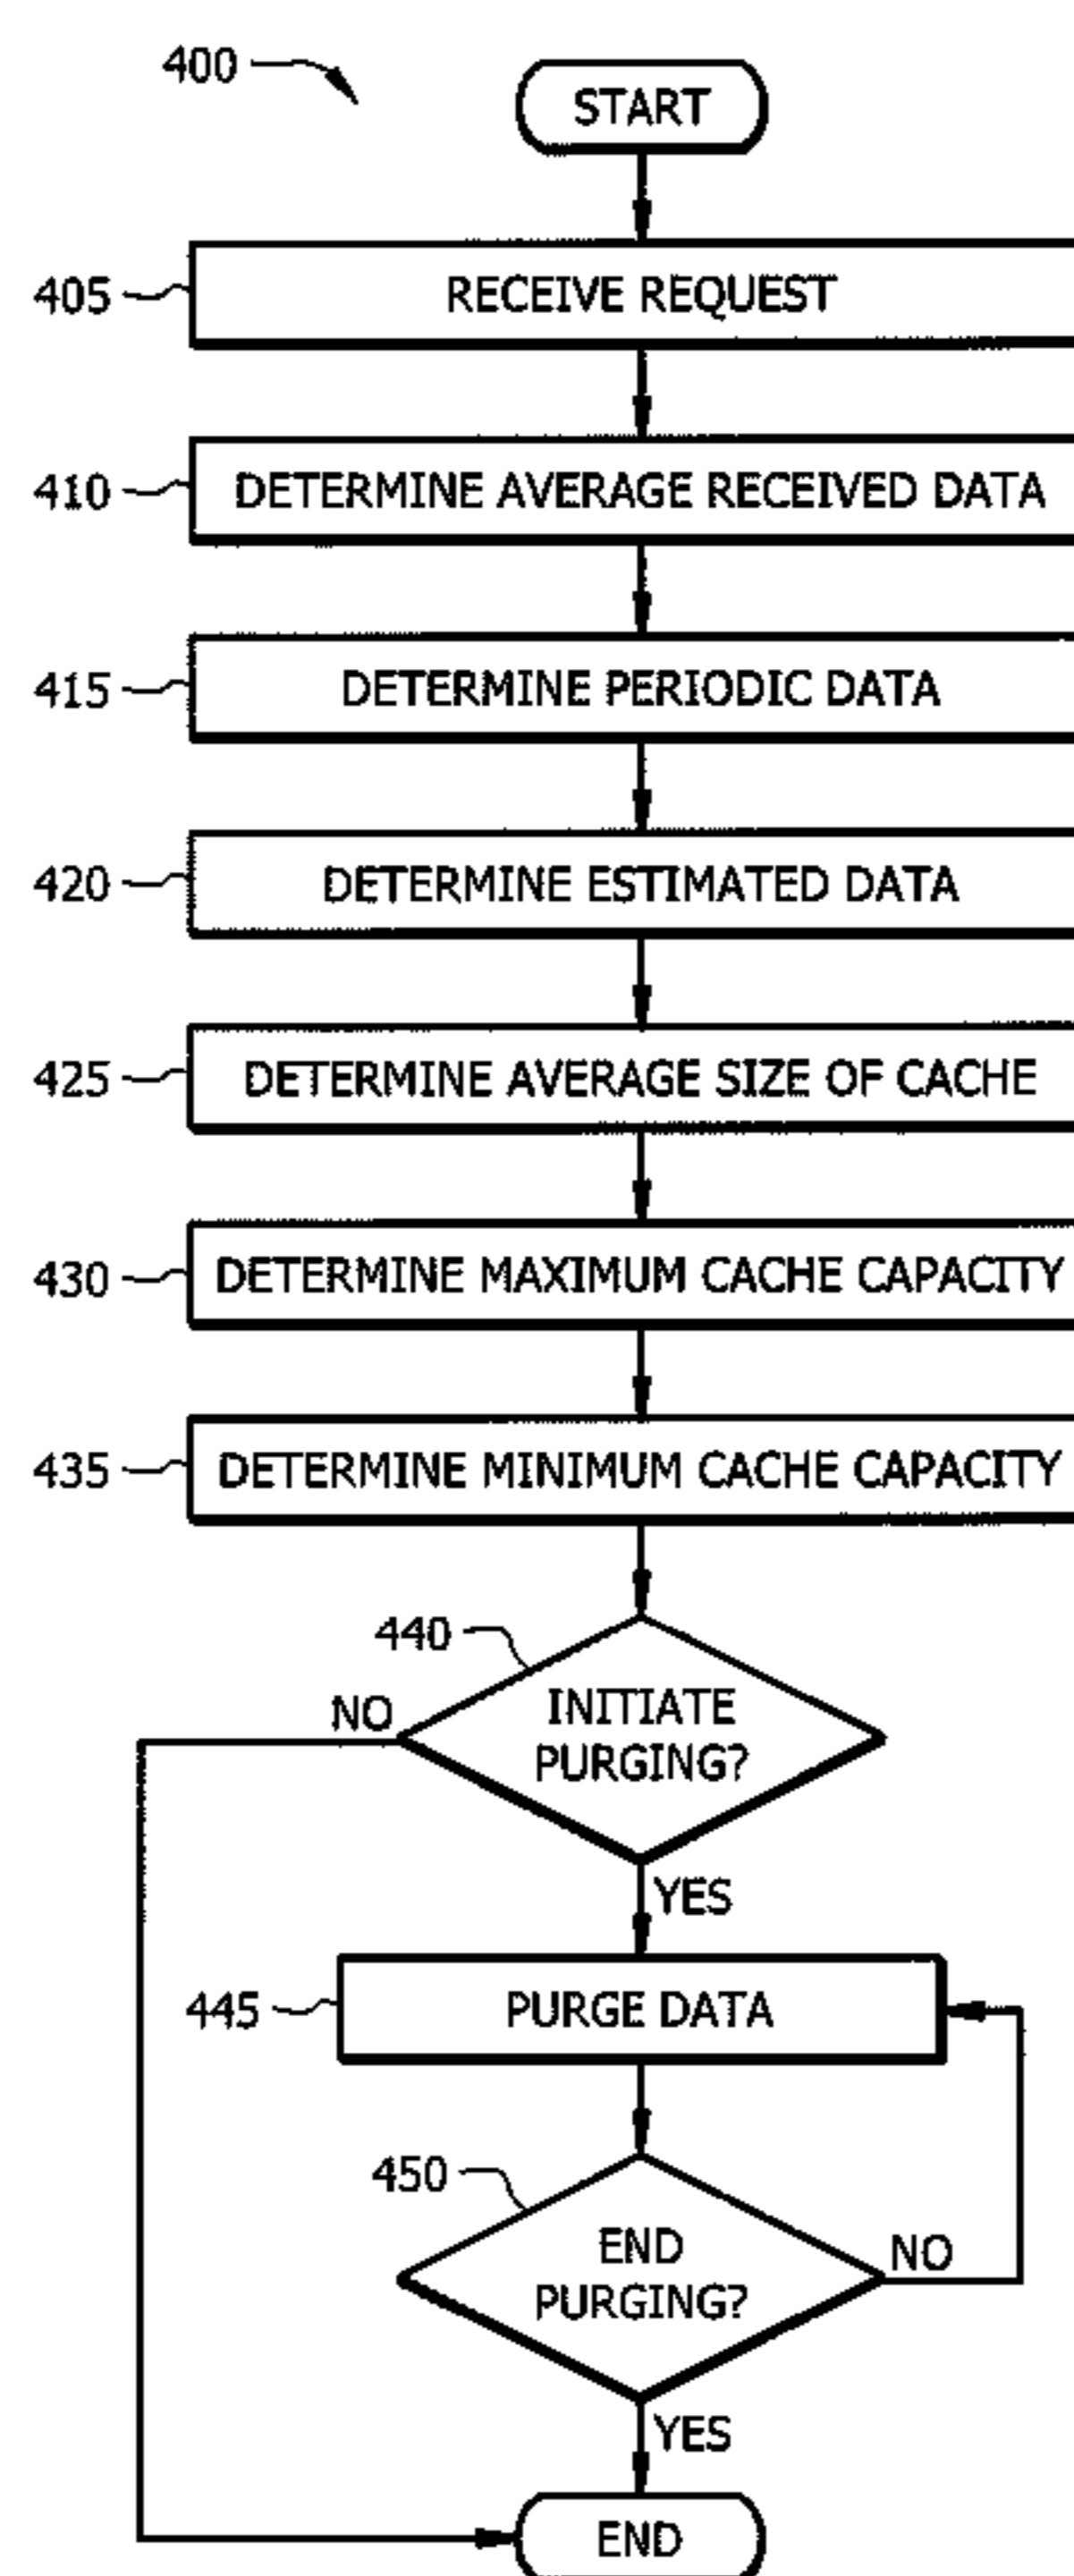 400
START
405
RECEIVE REQUEST
410
DETERMINE AVERAGE RECEIVED DATA
415
DETERMINE PERIODIC DATA
420
DETERMINE ESTIMATED DATA
425
DETERMINE AVERAGE SIZE OF CACHE
430
DETERMINE MAXIMUM CACHE CAPACITY
435
DETERMINE MINIMUM CACHE CAPACITY
440
NO
INITIATE
PURGING?
YES
445
PURGE DATA
450
END
PURGING?
NO
YES
END